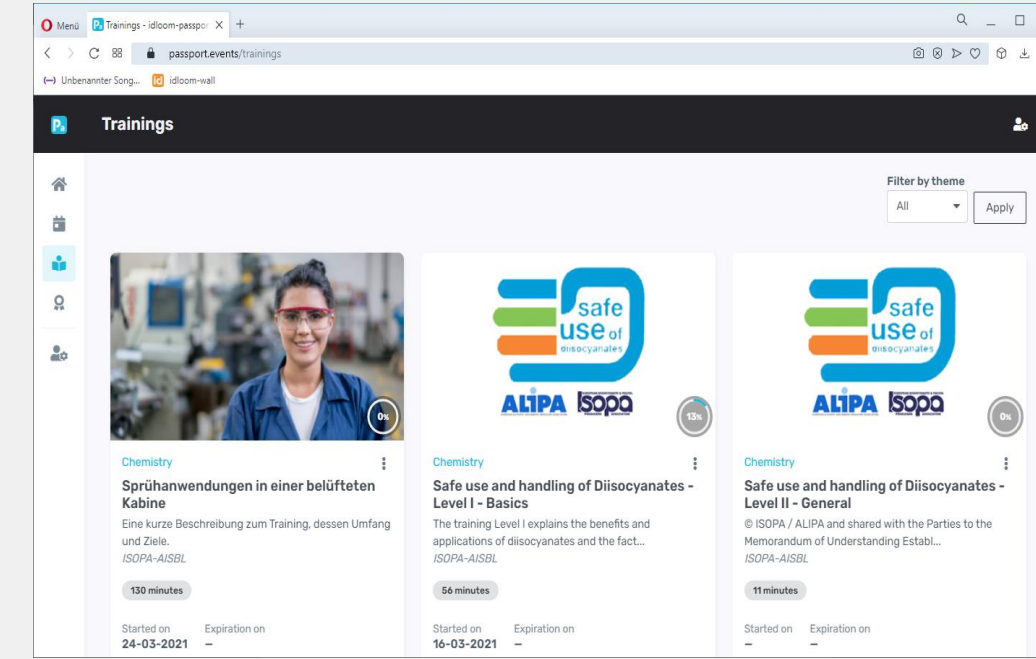 Menü
Trainings - idloom-passpor
passport.events/trainings
Unbenannter Song...
id
idloom-wall
Pa
Trainings
Filter by theme
All
Apply
0%
Chemistry
Sprühanwendungen in einer belüfteten
Kabine
Eine kurze Beschreibung zum Training, dessen Umfang
und Ziele.
ISOPA-AISBL
130 minutes
Started on Expiration on
24-03-2021 –
safe
use of
diisocyanates
ALIPA ISOPA
13%
Chemistry
Safe use and handling of Diisocyanates -
Level I - Basics
The training Level I explains the benefits and
applications of diisocyanates and the fact...
ISOPA-AISBL
56 minutes
Started on Expiration on
16-03-2021 –
safe
use of
diisocyanates
ALIPA ISOPA
0%
Chemistry
Safe use and handling of Diisocyanates -
Level II - General
© ISOPA / ALIPA and shared with the Parties to the
Memorandum of Understanding Establ...
ISOPA-AISBL
11 minutes
Started on Expiration on
– –